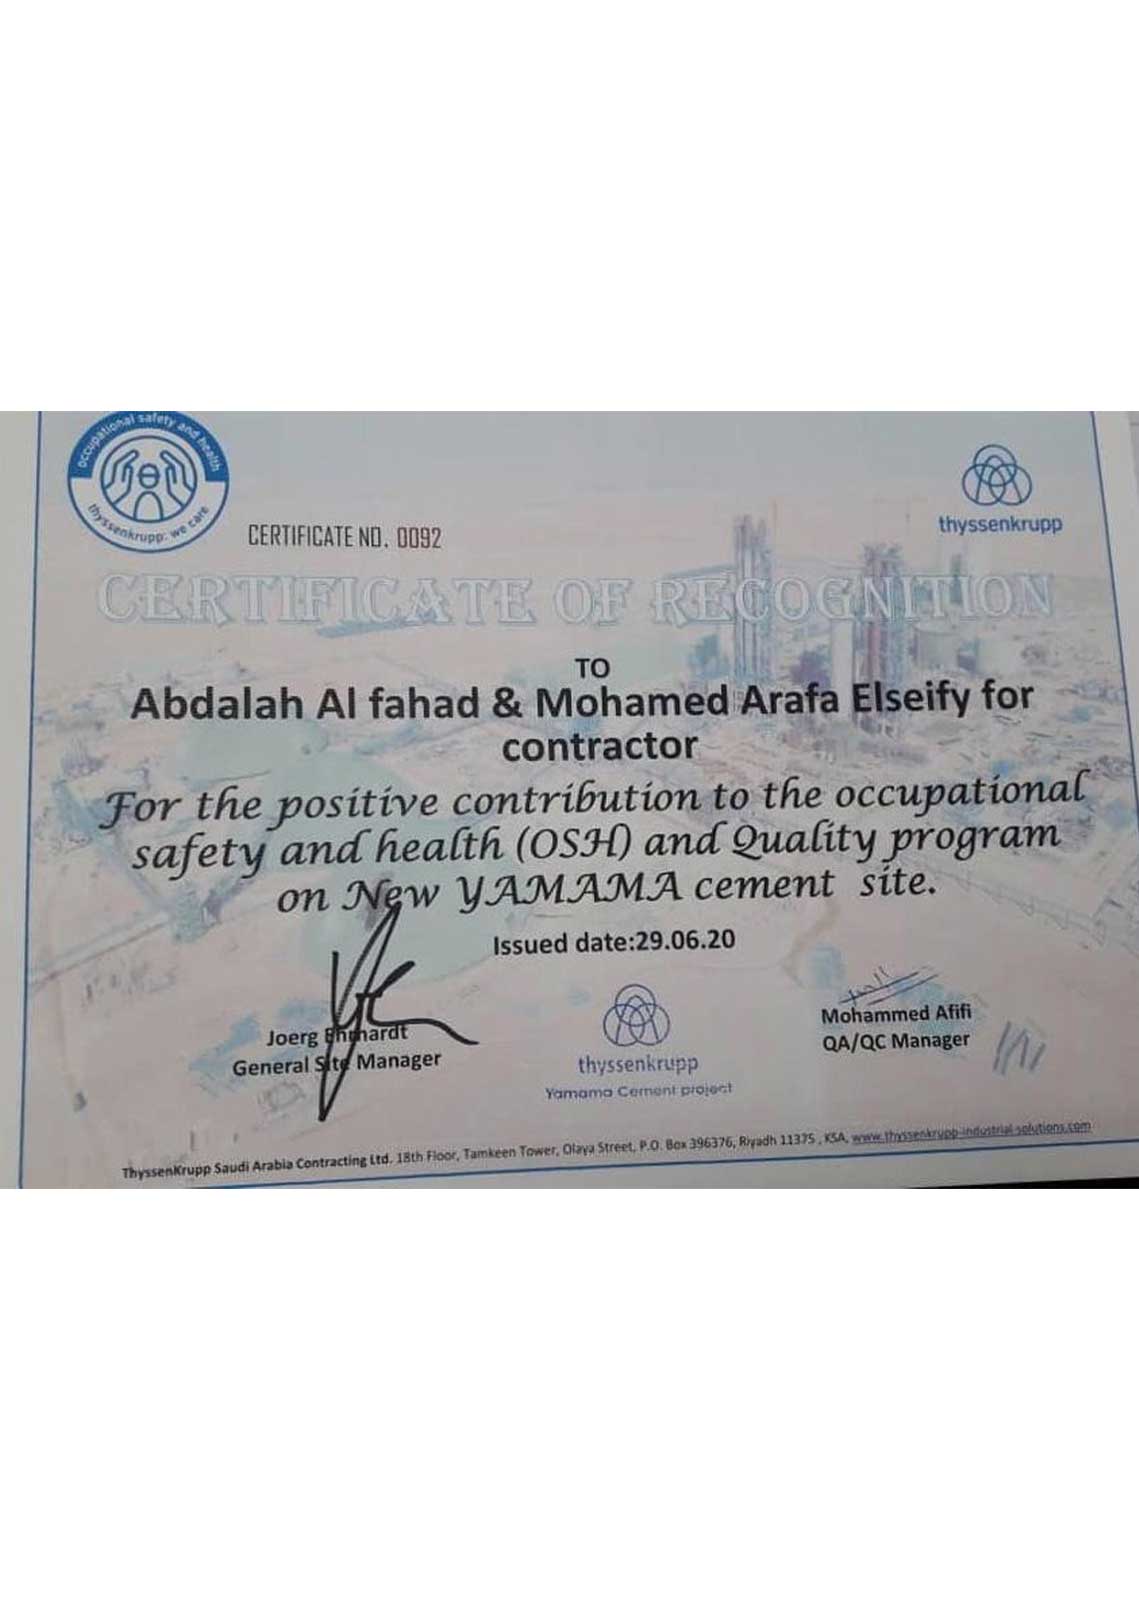 occupational safety and health
thyssenkrupp: we care
thyssenkrupp
CERTIFICATE NO. 0092
CERTIFICATE OF RECOGNITION
TO
Abdalah Al fahad & Mohamed Arafa Elseify for
contractor
For the positive contribution to the occupational
safety and health (OSH) and Quality program
on New YAMAMA cement site.
Issued date:29.06.20
Joerg Ehrhardt
General Site Manager
thyssenkrupp
Yamama Cement project
Mohammed Afifi
QA/QC Manager
ThyssenKrupp Saudi Arabia Contracting Ltd. 18th Floor, Tamkeen Tower, Olaya Street, P.O. Box 396376, Riyadh 11375 , KSA, www.thyssenkrupp-industrial-solutions.com